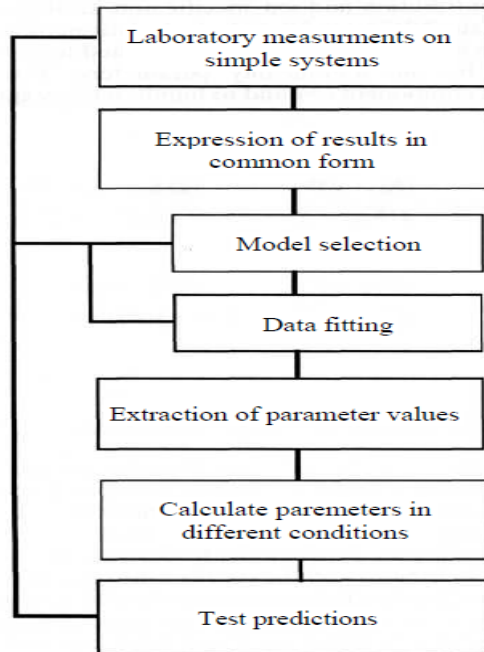 Laboratory measurments on
simple systems
Expression of results in
common form
Model selection
Data fitting
Extraction of parameter values
Calculate paremeters in
different conditions
Test predictions